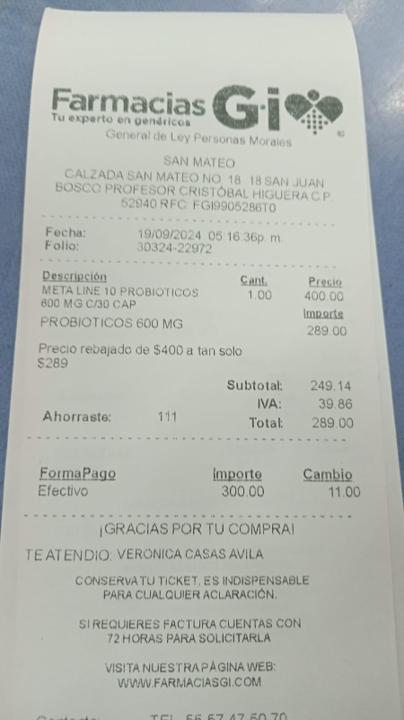 Farmacias Gi
Tu experto en genéricos
General de Ley Personas Morales
SAN MATEO
CALZADA SAN MATEO NO. 18 18 SAN JUAN
BOSCO PROFESOR CRISTÓBAL HIGUERA C.P.
52940 RFC: FGI9905286T0
Fecha: 19/09/2024 05:16:36p. m.
Folio: 30324-22972
Descripción Cant. Precio
META LINE 10 PROBIOTICOS 1.00 400.00
600 MG C/30 CAP
Importe
PROBIOTICOS 600 MG 289.00
Precio rebajado de $400 a tan solo
$289
Subtotal: 249.14
IVA: 39.86
Ahorraste: 111 Total: 289.00
FormaPago Importe Cambio
Efectivo 300.00 11.00
¡GRACIAS POR TU COMPRA!
TE ATENDIO: VERONICA CASAS AVILA
CONSERVA TU TICKET, ES INDISPENSABLE
PARA CUALQUIER ACLARACIÓN.
SI REQUIERES FACTURA CUENTAS CON
72 HORAS PARA SOLICITARLA
VISITA NUESTRA PÁGINA WEB:
WWW.FARMACIASGI.COM